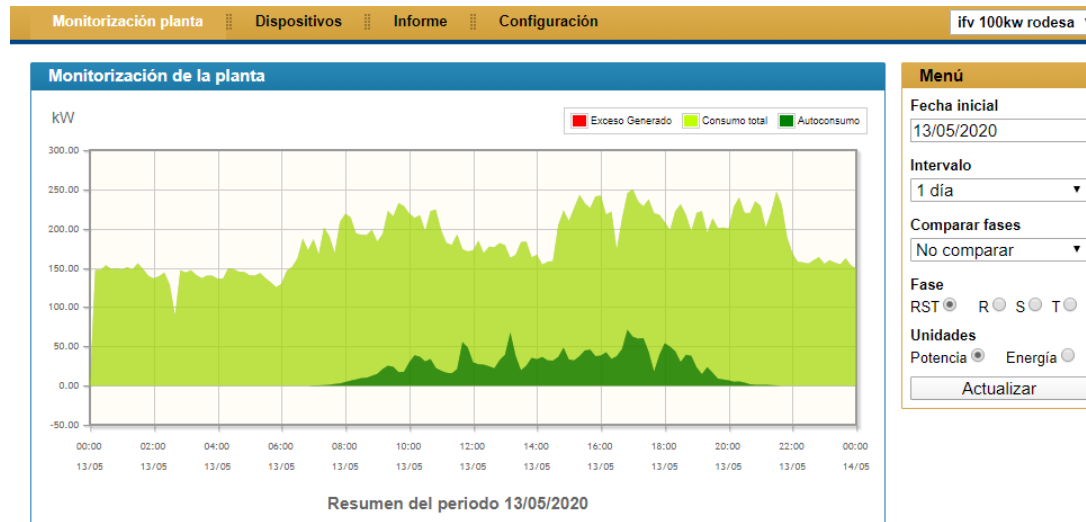 Monitorización planta Dispositivos Informe Configuración ifv 100kw rodesa
Monitorización de la planta
kW
Exceso Generado Consumo total Autoconsumo
300.00
250.00
200.00
150.00
100.00
50.00
0.00
-50.00
00:00 02:00 04:00 06:00 08:00 10:00 12:00 14:00 16:00 18:00 20:00 22:00 00:00
13/05 13/05 13/05 13/05 13/05 13/05 13/05 13/05 13/05 13/05 13/05 13/05 14/05
Resumen del periodo 13/05/2020
Menú
Fecha inicial
13/05/2020
Intervalo
1 día
Comparar fases
No comparar
Fase
RST R S T
Unidades
Potencia Energía
Actualizar